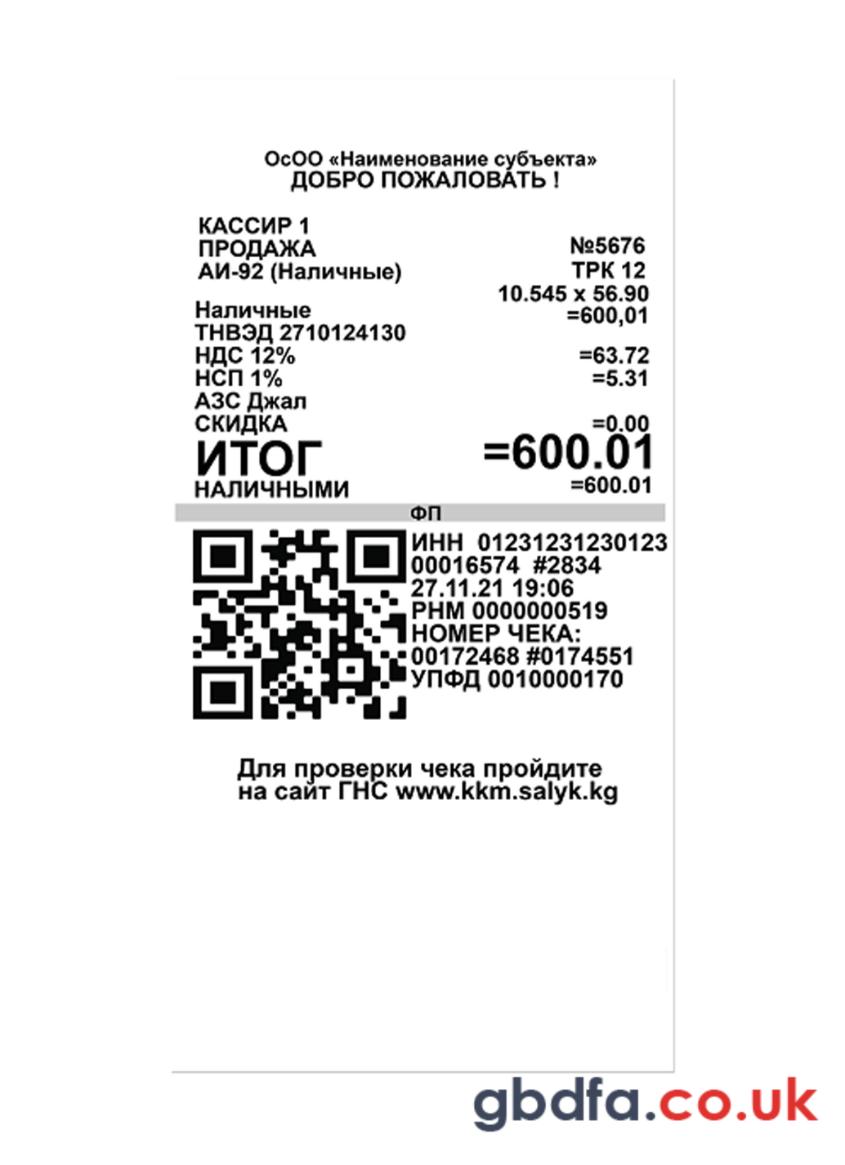 ОсОО «Наименование субъекта»
ДОБРО ПОЖАЛОВАТЬ !
КАССИР 1
ПРОДАЖА №5676
АИ-92 (Наличные) ТРК 12
10.545 x 56.90
Наличные =600,01
ТНВЭД 2710124130
НДС 12% =63.72
НСП 1% =5.31
АЗС Джал
СКИДКА =0.00
ИТОГ =600.01
НАЛИЧНЫМИ =600.01
ФП
ИНН 01231231230123
00016574 #2834
27.11.21 19:06
РНМ 0000000519
НОМЕР ЧЕКА:
00172468 #0174551
УПФД 0010000170
Для проверки чека пройдите
на сайт ГНС www.kkm.salyk.kg
gbdfa.co.uk